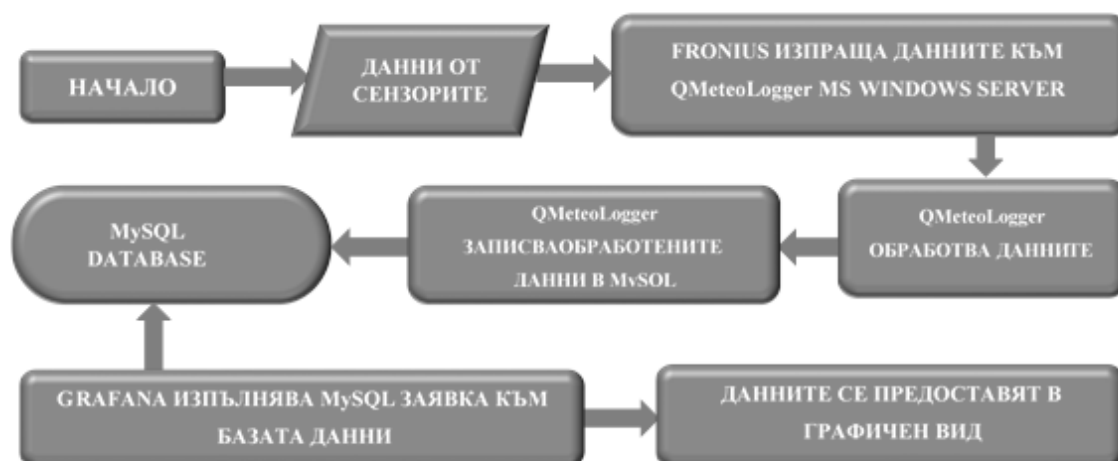 НАЧАЛО
ДАННИ ОТ
СЕНЗОРИТЕ
FRONIUS ИЗПРАЩА ДАННИТЕ КЪМ
QMeteoLogger MS WINDOWS SERVER
QMeteoLogger
ОБРАБОТВА ДАННИТЕ
QMeteoLogger
ЗАПИСВАОБРАБОТЕНИТЕ
ДАННИ В MySQL
MySQL
DATABASE
GRAFANA ИЗПЪЛНЯВА MySQL ЗАЯВКА КЪМ
БАЗАТА ДАННИ
ДАННИТЕ СЕ ПРЕДОСТАВЯТ В
ГРАФИЧЕН ВИД